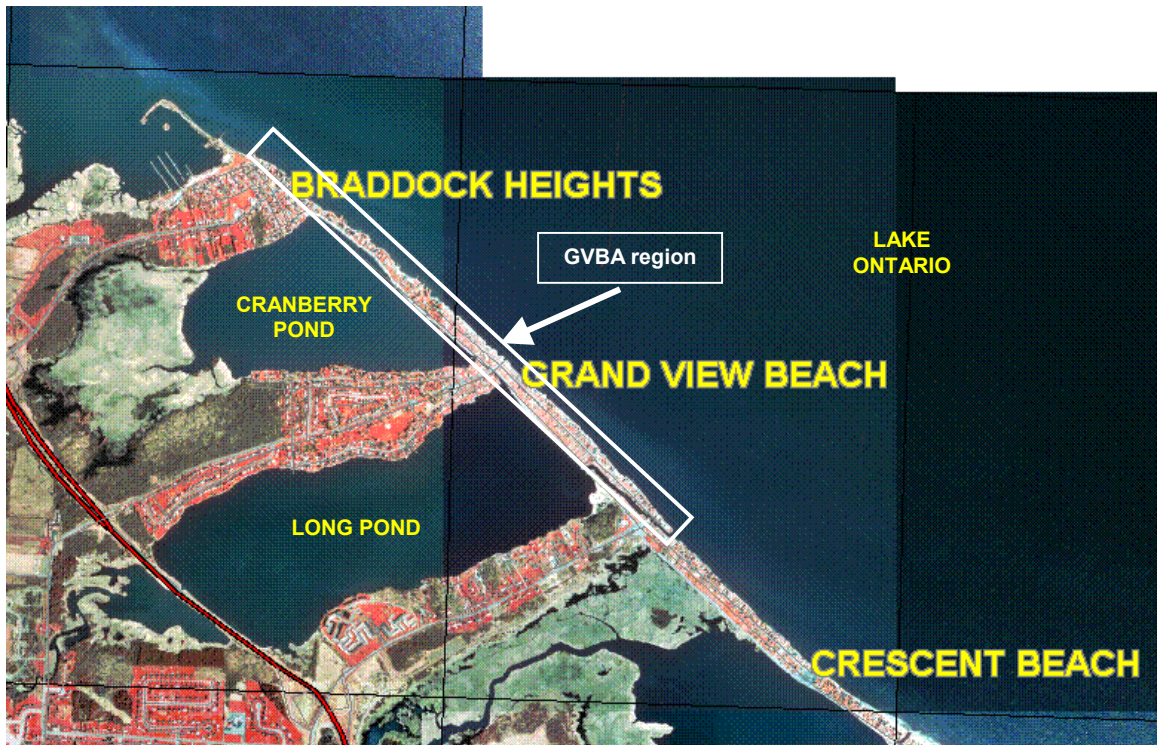 BRADDOCK HEIGHTS
GVBA region
LAKE
ONTARIO
CRANBERRY
POND
GRAND VIEW BEACH
LONG POND
CRESCENT BEACH